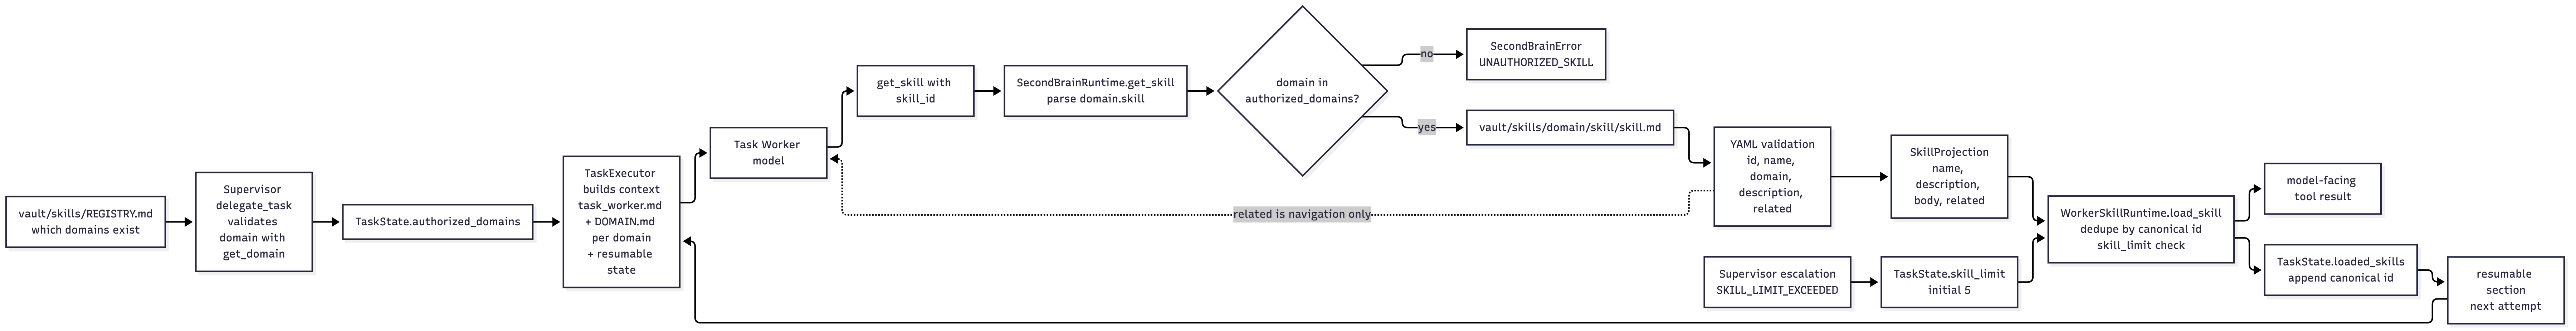 vault/skills/REGISTRY.md
which domains exist
Supervisor
delegate_task
validates
domain with
get_domain
TaskState.authorized_domains
TaskExecutor
builds context
task_worker.md
+ DOMAIN.md
per domain
+ resumable
state
Task Worker
model
get_skill with
skill_id
SecondBrainRuntime.get_skill
parse domain.skill
domain in
authorized_domains?
no
SecondBrainError
UNAUTHORIZED_SKILL
yes
vault/skills/domain/skill/skill.md
YAML validation
id, name,
domain,
description,
related
related is navigation only
SkillProjection
name,
description,
body, related
Supervisor escalation
SKILL_LIMIT_EXCEEDED
TaskState.skill_limit
initial 5
WorkerSkillRuntime.load_skill
dedupe by canonical id
skill_limit check
model-facing
tool result
TaskState.loaded_skills
append canonical id
resumable
section
next attempt